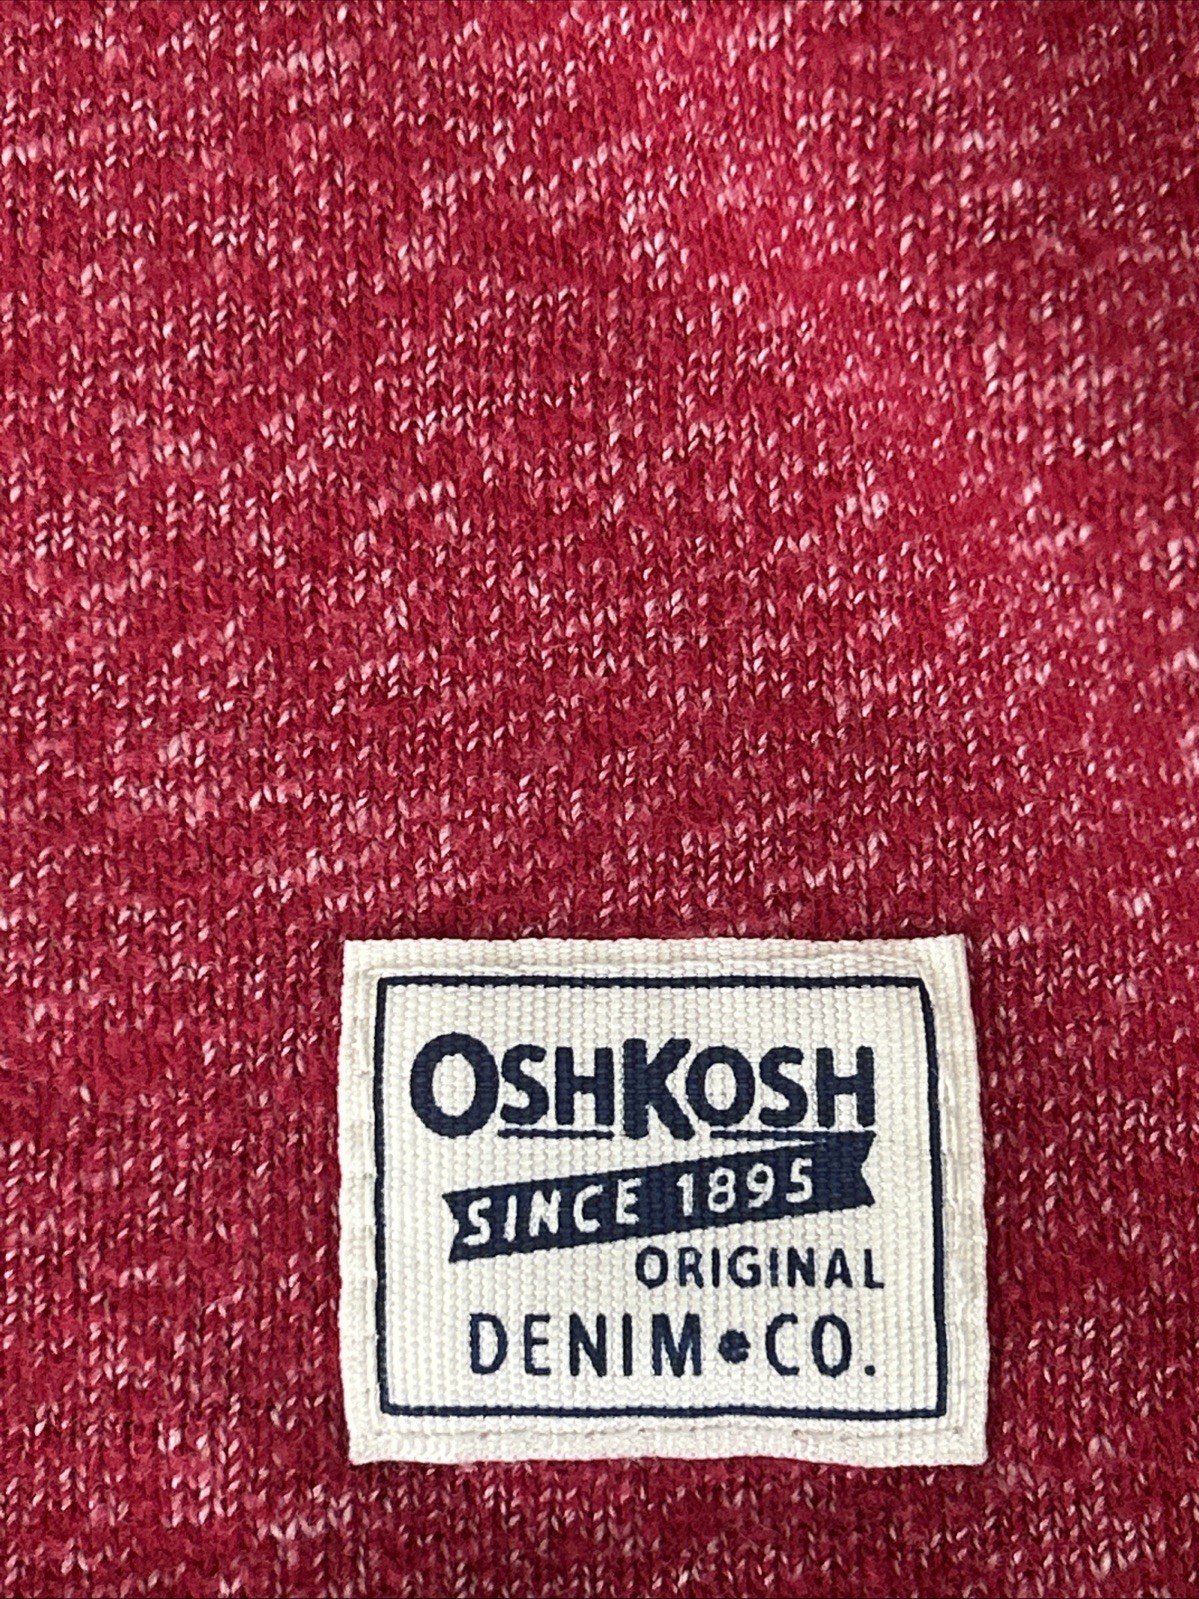 OSHKOSH
SINCE 1895
ORIGINAL
DENIM•CO.